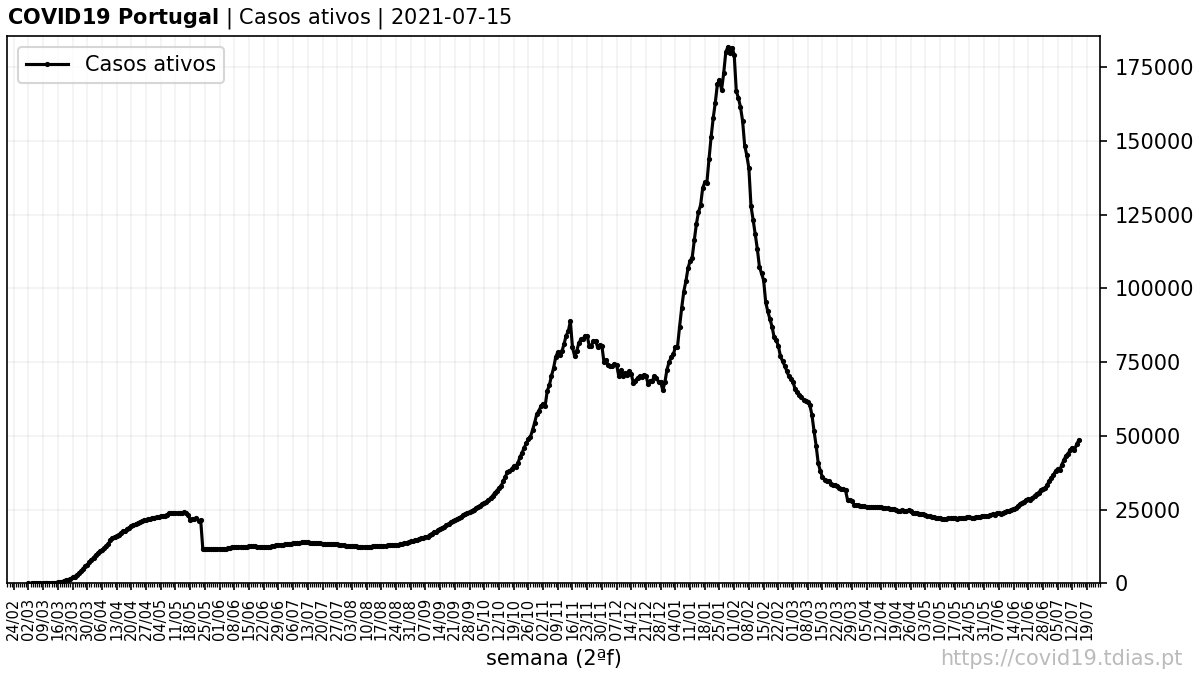 COVID19 Portugal | Casos ativos | 2021-07-15
Casos ativos
175000
150000
125000
100000
75000
50000
25000
0
24/02 02/03 09/03 16/03 23/03 30/03 06/04 13/04 20/04 27/04 04/05 11/05 18/05 25/05 01/06 08/06 15/06 22/06 29/06 06/07 13/07 20/07 27/07 03/08 10/08 17/08 24/08 31/08 07/09 14/09 21/09 28/09 05/10 12/10 19/10 26/10 02/11 09/11 16/11 23/11 30/11 07/12 14/12 21/12 28/12 04/01 11/01 18/01 25/01 01/02 08/02 15/02 22/02 01/03 08/03 15/03 22/03 29/03 05/04 12/04 19/04 26/04 03/05 10/05 17/05 24/05 31/05 07/06 14/06 21/06 28/06 05/07 12/07 19/07
semana (2ªf)
https://covid19.tdias.pt